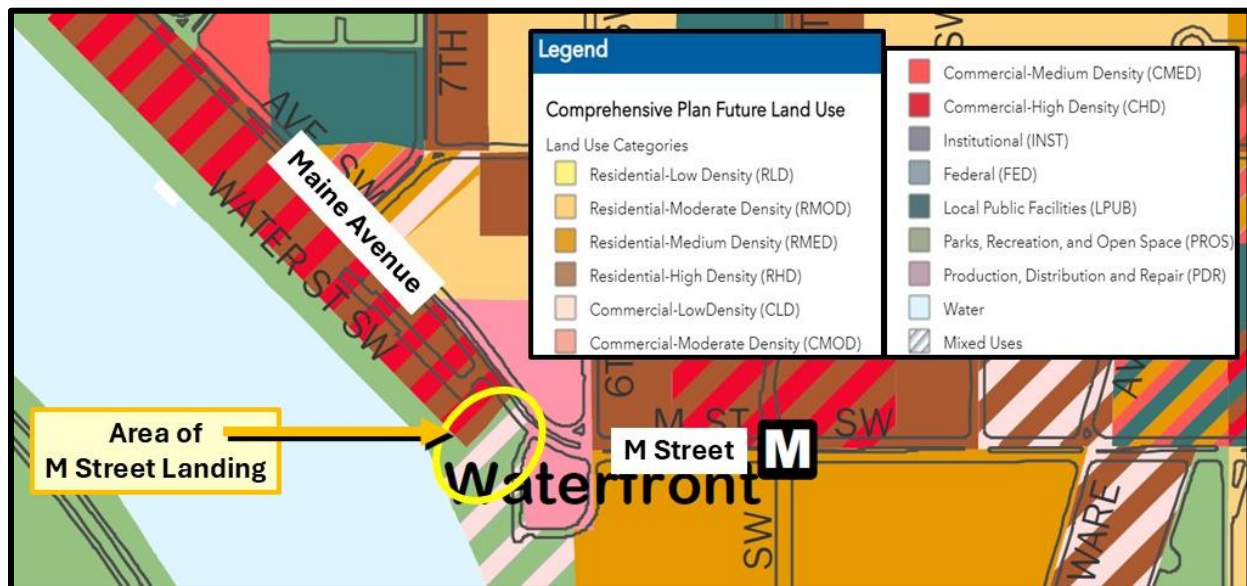 7TH
SV
SV
AVE SW
Maine Avenue
WATER ST SW
Legend
Comprehensive Plan Future Land Use
Land Use Categories
Residential-Low Density (RLD)
Residential-Moderate Density (RMOD)
Residential-Medium Density (RMED)
Residential-High Density (RHD)
Commercial-LowDensity (CLD)
Commercial-Moderate Density (CMOD)
Commercial-Medium Density (CMED)
Commercial-High Density (CHD)
Institutional (INST)
Federal (FED)
Local Public Facilities (LPUB)
Parks, Recreation, and Open Space (PROS)
Production, Distribution and Repair (PDR)
Water
Mixed Uses
6T
AV
M ST SW
Area of
M Street Landing
M Street
M
Waterfront
SW
WARE